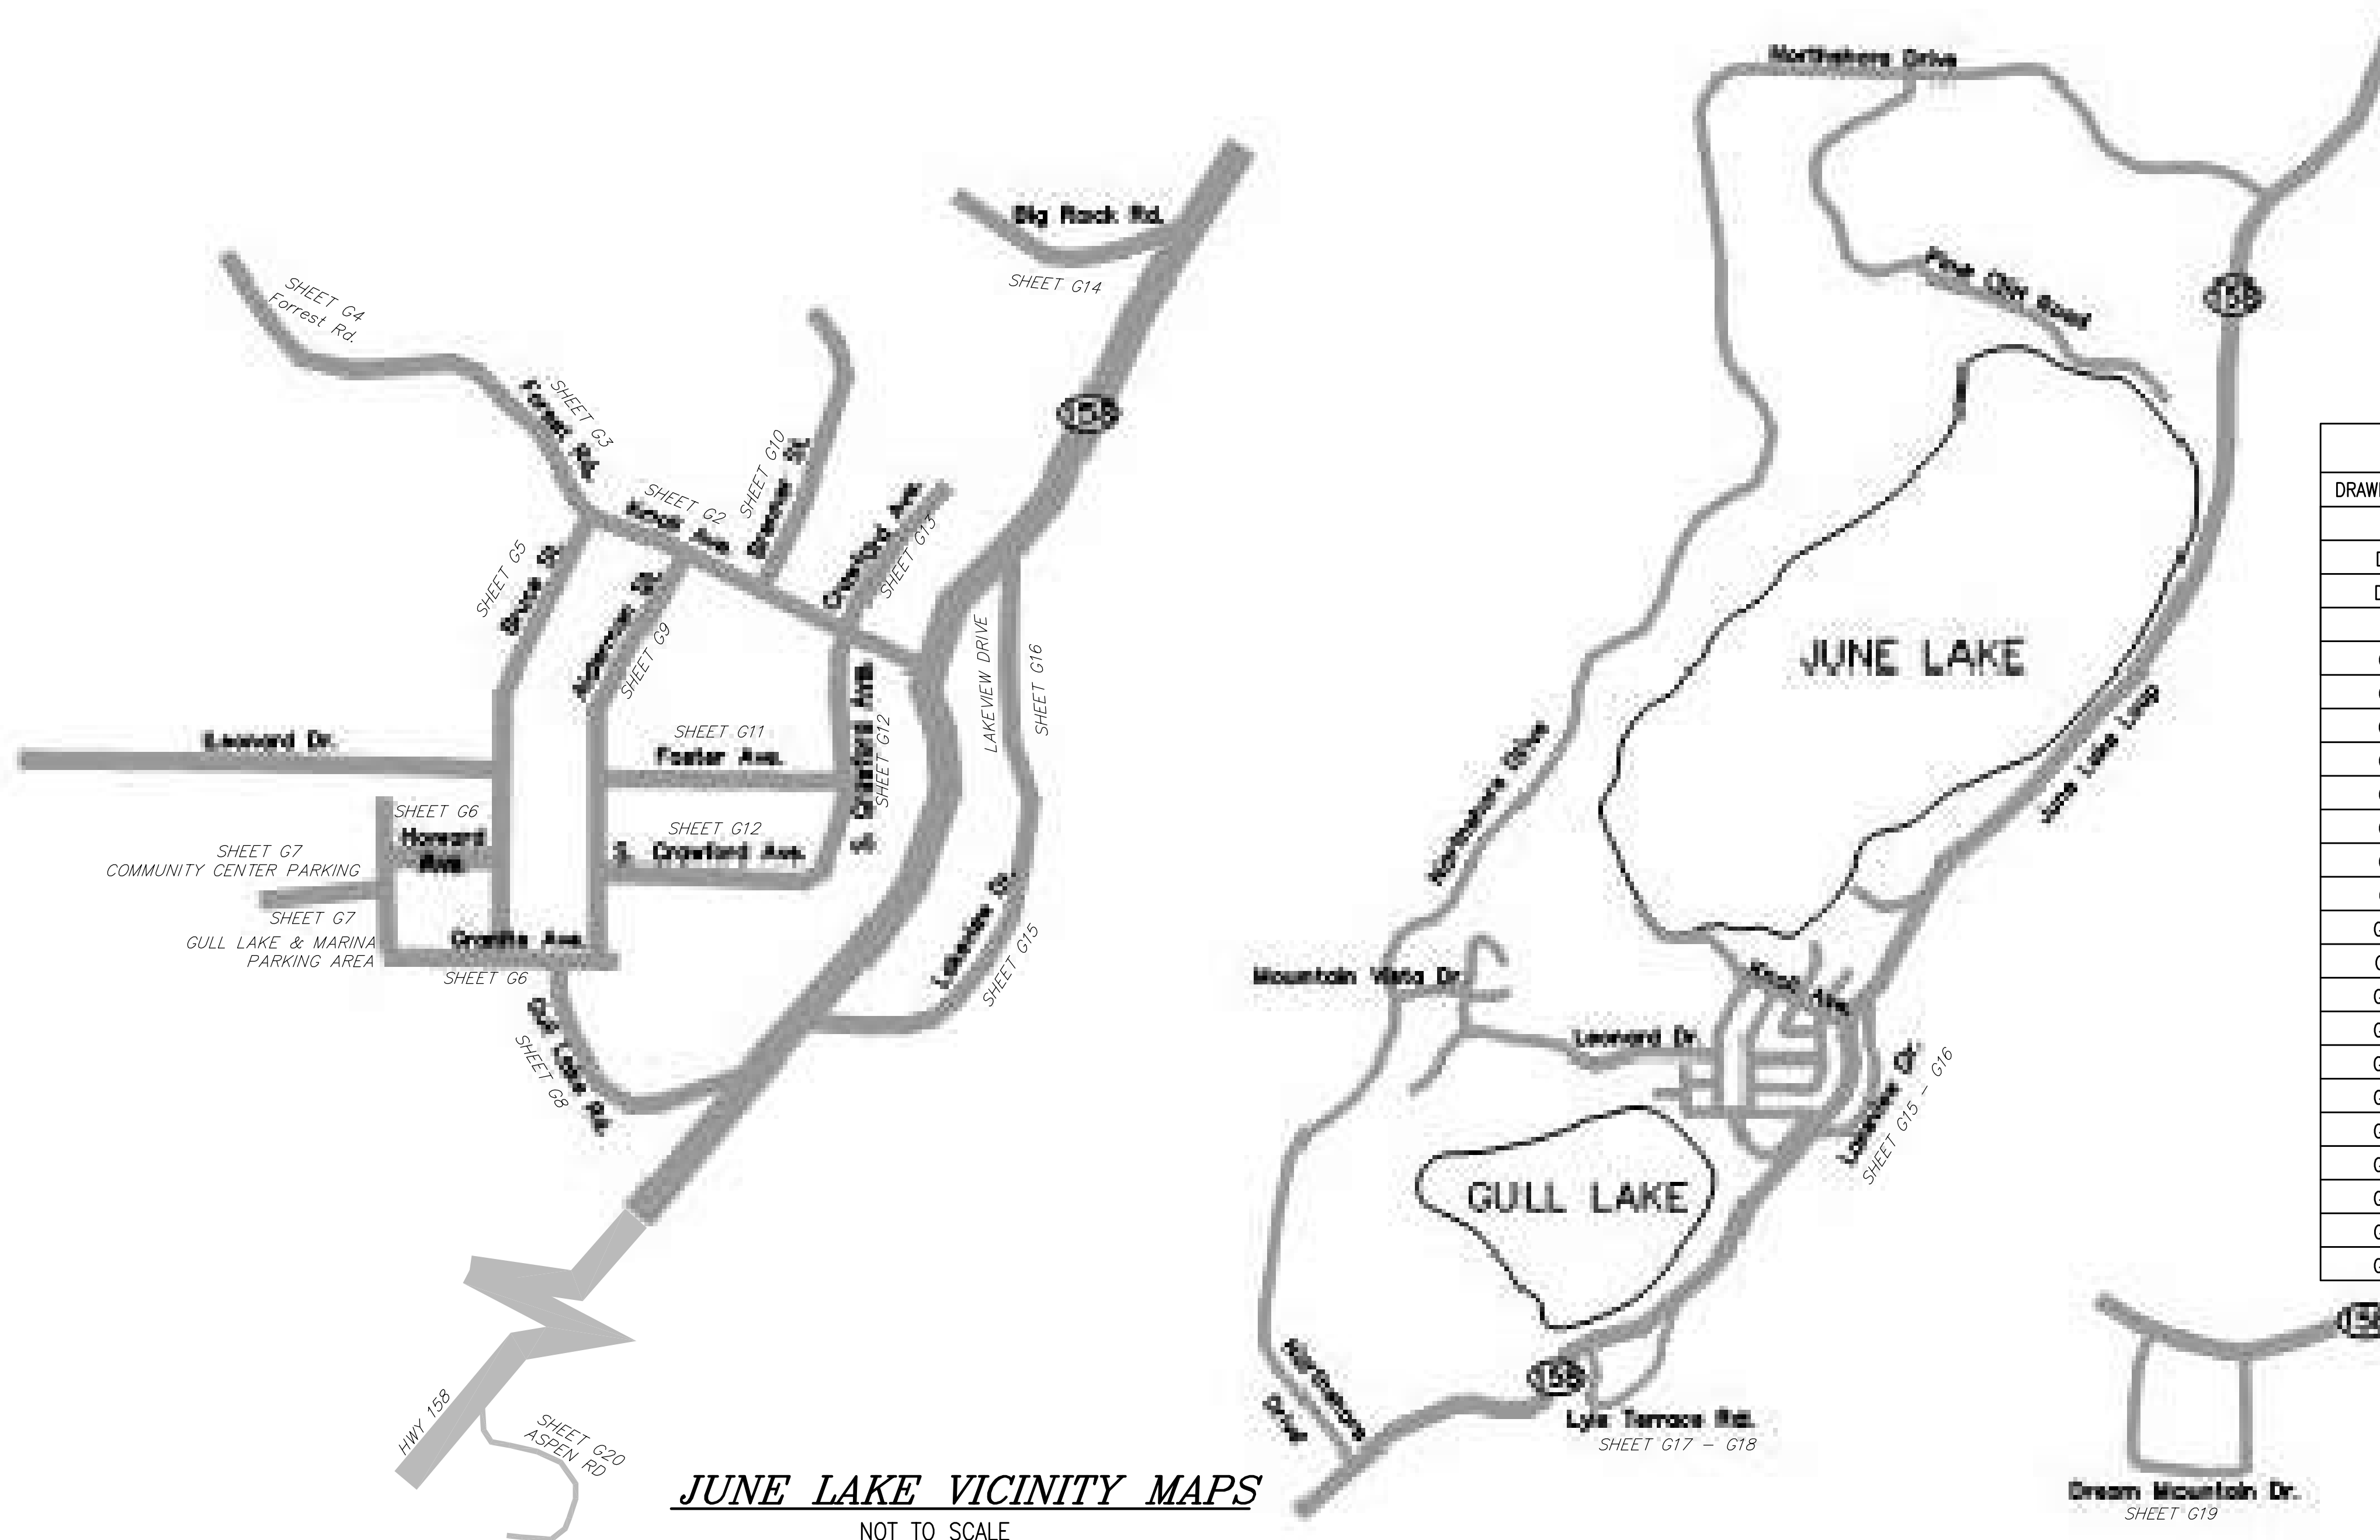 Northshore Drive
Big Rock Rd.
SHEET G14
SHEET G4
Forrest Rd.
Pine Cliff Road
158
158
SHEET G3
Forrest Rd.
SHEET G10
Brenner St.
SHEET G2
Knoll Ave.
Crawford Ave.
SHEET G13
SHEET G5
Bruce St.
Alderman St.
SHEET G9
LAKEVIEW DRIVE
SHEET G16
JUNE LAKE
June Lake Loop
DRAWI
Leonard Dr.
SHEET G11
Foster Ave.
S. Crawford Ave.
SHEET G12
Northshore Drive
SHEET G6
Howard
Ave.
SHEET G12
S. Crawford Ave.
SHEET G7
COMMUNITY CENTER PARKING
SHEET G7
GULL LAKE & MARINA
PARKING AREA
Granite Ave.
SHEET G6
Lakeview Dr.
SHEET G15
Mountain Vista Dr.
Knoll Ave.
Leonard Dr.
Gull Lake Rd.
SHEET G8
Lakeview Dr.
SHEET G15 - G16
GULL LAKE
Northshore
Drive
158
Lyle Terrace Rd.
SHEET G17 - G18
HWY 158
SHEET G20
ASPEN RD
Dream Mountain Dr.
SHEET G19
JUNE LAKE VICINITY MAPS
NOT TO SCALE